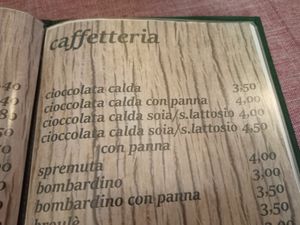 caffetteria
cioccolata calda 3,50
cioccolata calda con panna 4,00
cioccolata calda soia/s.lattosio 4,00
cioccolata calda soia/s.lattosio 4,50
con panna
spremuta 4,00
bombardino 3,00
bombardino con panna 3,50